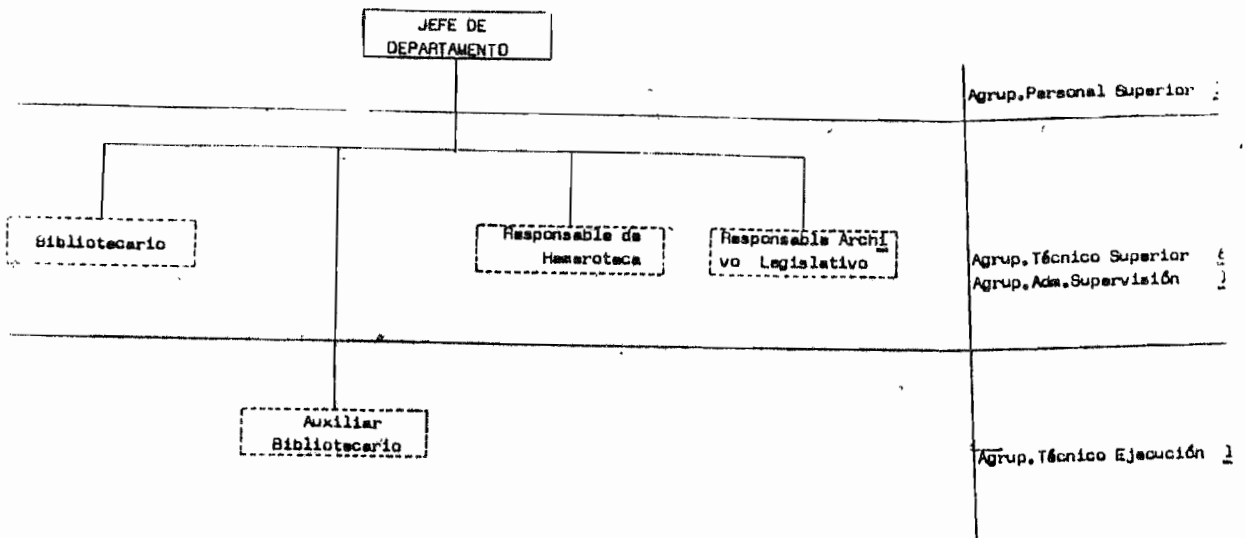 JEFE DE
DEPARTAMENTO
Agrup.Personal Superior
Bibliotecario
Responsable de
Hemeroteca
Responsable Archi
vo Legislativo
Agrup.Técnico Superior
Agrup.Adm.Supervisión
Auxiliar
Bibliotecario
Agrup.Técnico Ejecución 1